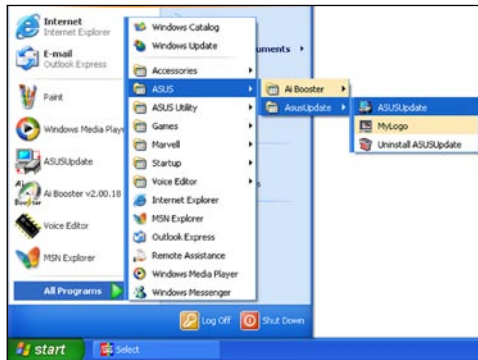 Internet
Internet Explorer
E-mail
Outlook Express
Paint
Windows Media Play
ASUSUpdate
Ai Booster v2.00.18
Voice Editor
MSN Explorer
All Programs
Windows Catalog
Windows Update
Accessories
ASUS
ASUS Utility
Games
Marvell
Startup
Voice Editor
Internet Explorer
MSN Explorer
Outlook Express
Remote Assistance
Windows Media Player
Windows Messenger
uments
s
Ai Booster
AsusUpdate
ASUSUpdate
MyLogo
Uninstall ASUSUpdate
Log Off
Shut Down
start
Select